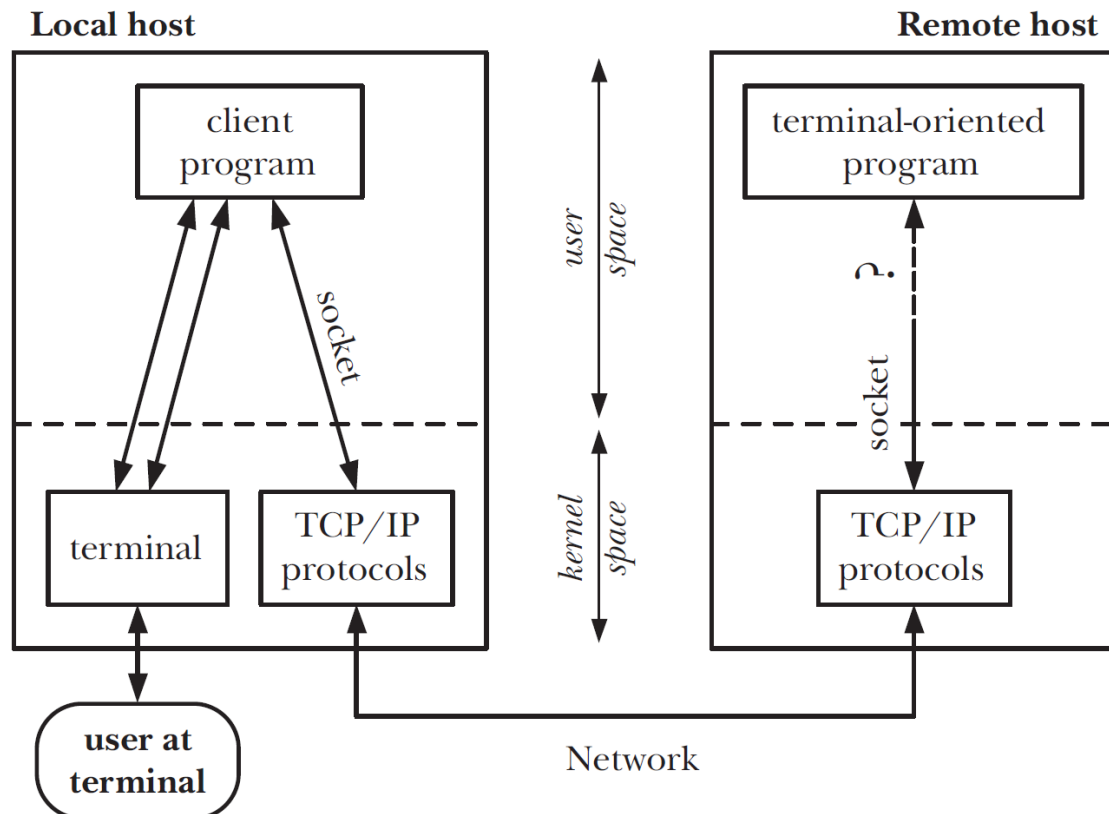 Local host
Remote host
client
program
terminal-oriented
program
user
space
?
socket
socket
kernel
space
terminal
TCP/IP
protocols
TCP/IP
protocols
user at
terminal
Network